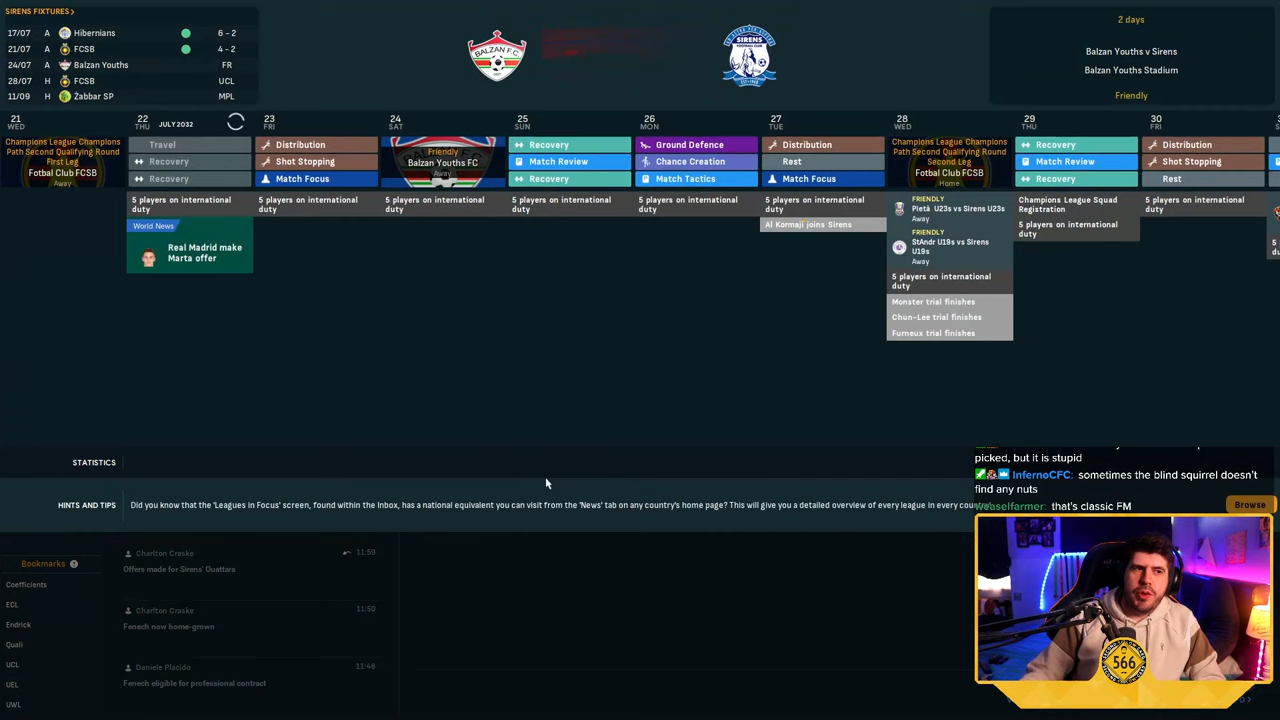 SIRENS FIXTURES >
17/07 A Hibernians 6 - 2
21/07 A FCSB 4 - 2
24/07 A Balzan Youths FR
28/07 H FCSB UCL
11/09 H Żabbar SP MPL
BALZAN F.C.
SIRENS
FOOTBALL CLUB
2 days
Balzan Youths v Sirens
Balzan Youths Stadium
Friendly
21
WED
22
THU
JULY 2032
23
FRI
24
SAT
25
SUN
26
MON
27
TUE
28
WED
29
THU
30
FRI
Champions League Champions
Path Second Qualifying Round
First Leg
Fotbal Club FCSB
Away
Travel
Recovery
Recovery
Distribution
Shot Stopping
Match Focus
Friendly
Balzan Youths FC
Away
Recovery
Match Review
Recovery
Ground Defence
Chance Creation
Match Tactics
Distribution
Rest
Match Focus
Champions League Champions
Path Second Qualifying Round
Second Leg
Fotbal Club FCSB
Home
Recovery
Match Review
Recovery
Distribution
Shot Stopping
Rest
5 players on international
duty
World News
Real Madrid make
Marta offer
5 players on international
duty
5 players on international
duty
5 players on international
duty
5 players on international
duty
5 players on international
duty
Al Kormaji joins Sirens
FRIENDLY
Pietà U23s vs Sirens U23s
Away
FRIENDLY
StAndr U19s vs Sirens
U19s
Away
5 players on international
duty
Monster trial finishes
Chun-Lee trial finishes
Furneux trial finishes
Champions League Squad
Registration
5 players on international
duty
5 players on international
duty
STATISTICS
HINTS AND TIPS
Did you know that the 'Leagues in Focus' screen, found within the Inbox, has a national equivalent you can visit from the 'News' tab on any country's home page? This will give you a detailed overview of every league in every
picked, but it is stupid
InfernoCFC: sometimes the blind squirrel doesn't
find any nuts
Weaselfarmer: that's classic FM
Browse
Bookmarks ?
Coefficients
ECL
Endrick
Quali
UCL
UEL
UWL
Charlton Craske 11:59
Offers made for Sirens' Ouattara
Charlton Craske 11:50
Fenech now home-grown
Daniele Placido 11:48
Fenech eligible for professional contract
566